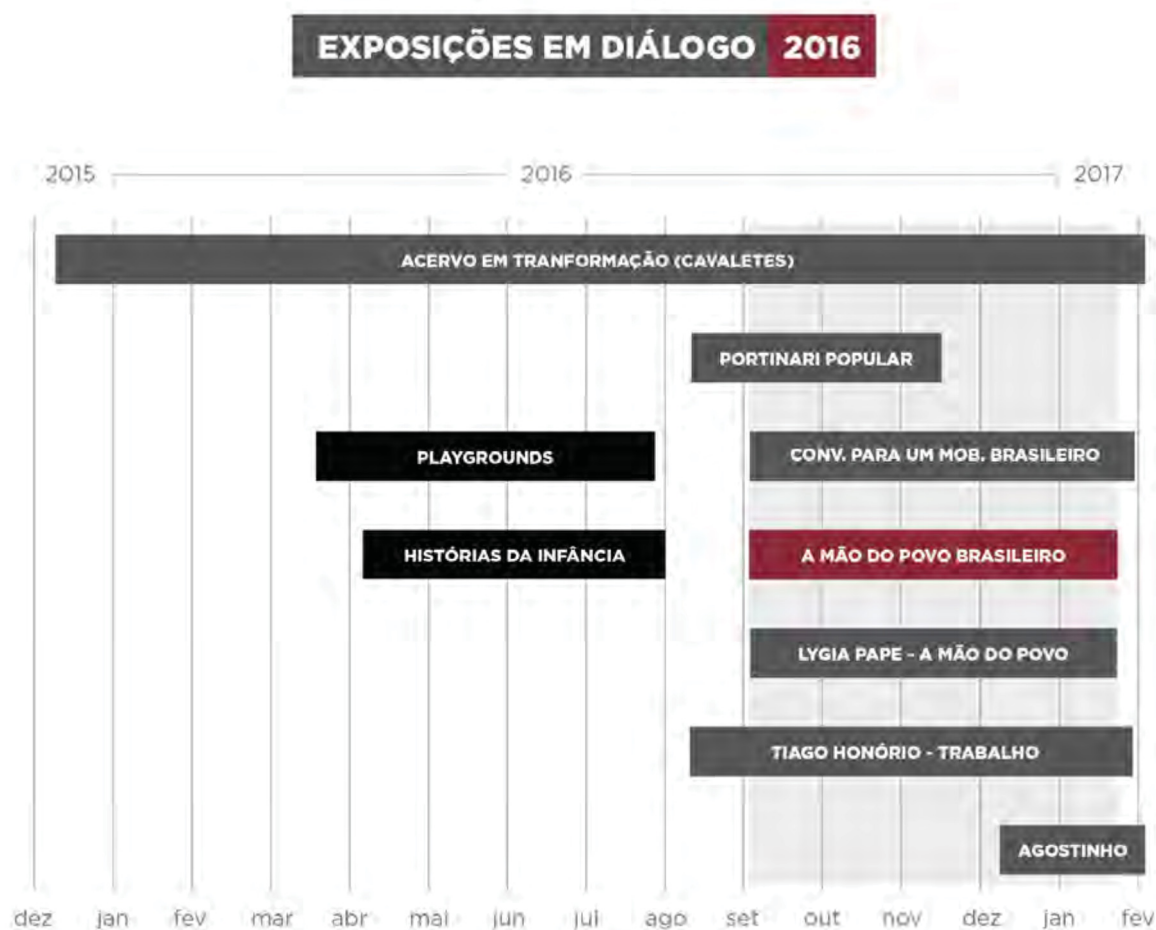 EXPOSIÇÕES EM DIÁLOGO 2016
2015 2016 2017
ACERVO EM TRANFORMAÇÃO (CAVALETES)
PORTINARI POPULAR
PLAYGROUNDS
CONV. PARA UM MOB. BRASILEIRO
HISTÓRIAS DA INFÂNCIA
A MÃO DO POVO BRASILEIRO
LYGIA PAPE - A MÃO DO POVO
TIAGO HONÓRIO - TRABALHO
AGOSTINHO
dez jan fev mar abr mai jun jul ago set out nov dez jan fev